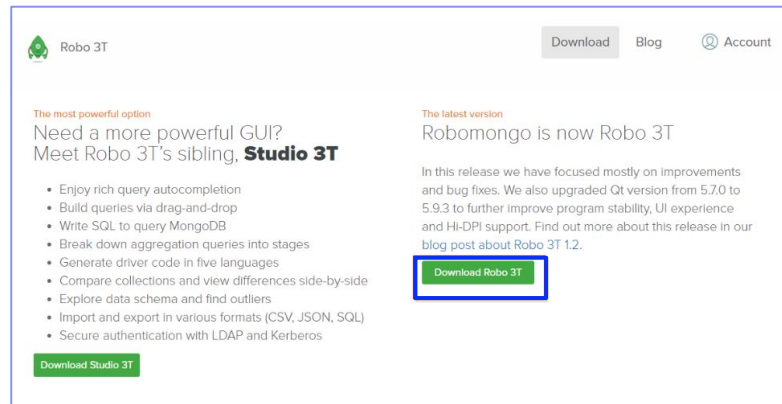 Robo 3T
Download Blog Account
The most powerful option
Need a more powerful GUI?
Meet Robo 3T's sibling, Studio 3T
• Enjoy rich query autocompletion
• Build queries via drag-and-drop
• Write SQL to query MongoDB
• Break down aggregation queries into stages
• Generate driver code in five languages
• Compare collections and view differences side-by-side
• Explore data schema and find outliers
• Import and export in various formats (CSV, JSON, SQL)
• Secure authentication with LDAP and Kerberos
Download Studio 3T
The latest version
Robomongo is now Robo 3T
In this release we have focused mostly on improvements
and bug fixes. We also upgraded Qt version from 5.7.0 to
5.9.3 to further improve program stability, UI experience
and Hi-DPI support. Find out more about this release in our
blog post about Robo 3T 1.2.
Download Robo 3T